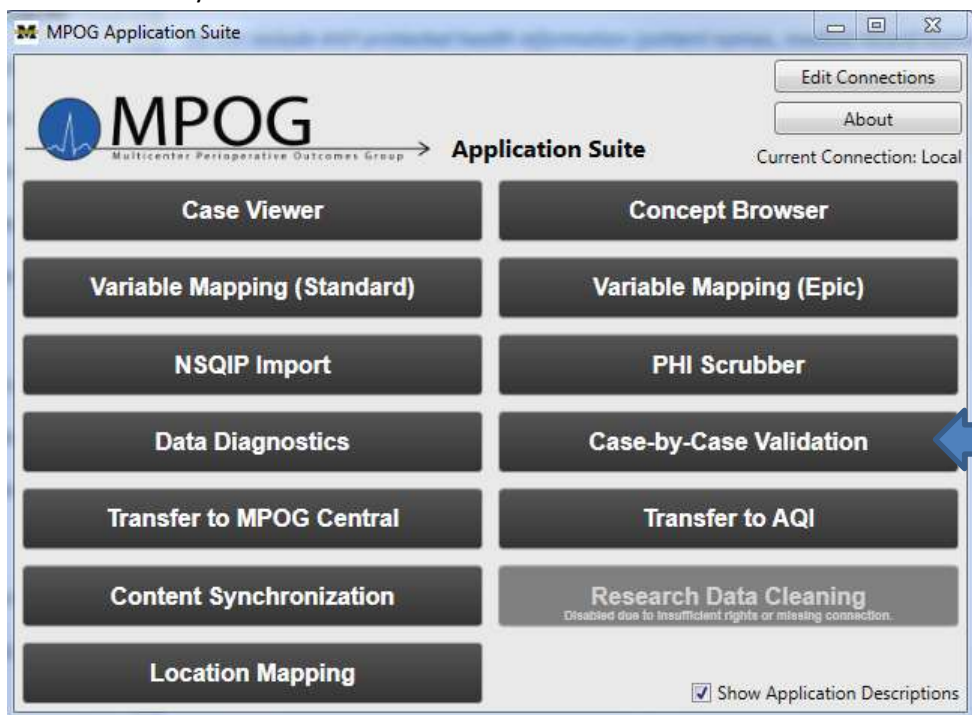 MPOG Application Suite
Edit Connections
About
MPOG
Multicenter Perioperative Outcomes Group
Application Suite
Current Connection: Local
Case Viewer
Concept Browser
Variable Mapping (Standard)
Variable Mapping (Epic)
NSQIP Import
PHI Scrubber
Data Diagnostics
Case-by-Case Validation
Transfer to MPOG Central
Transfer to AQI
Content Synchronization
Research Data Cleaning
Disabled due to insufficient rights or missing connection.
Location Mapping
Show Application Descriptions